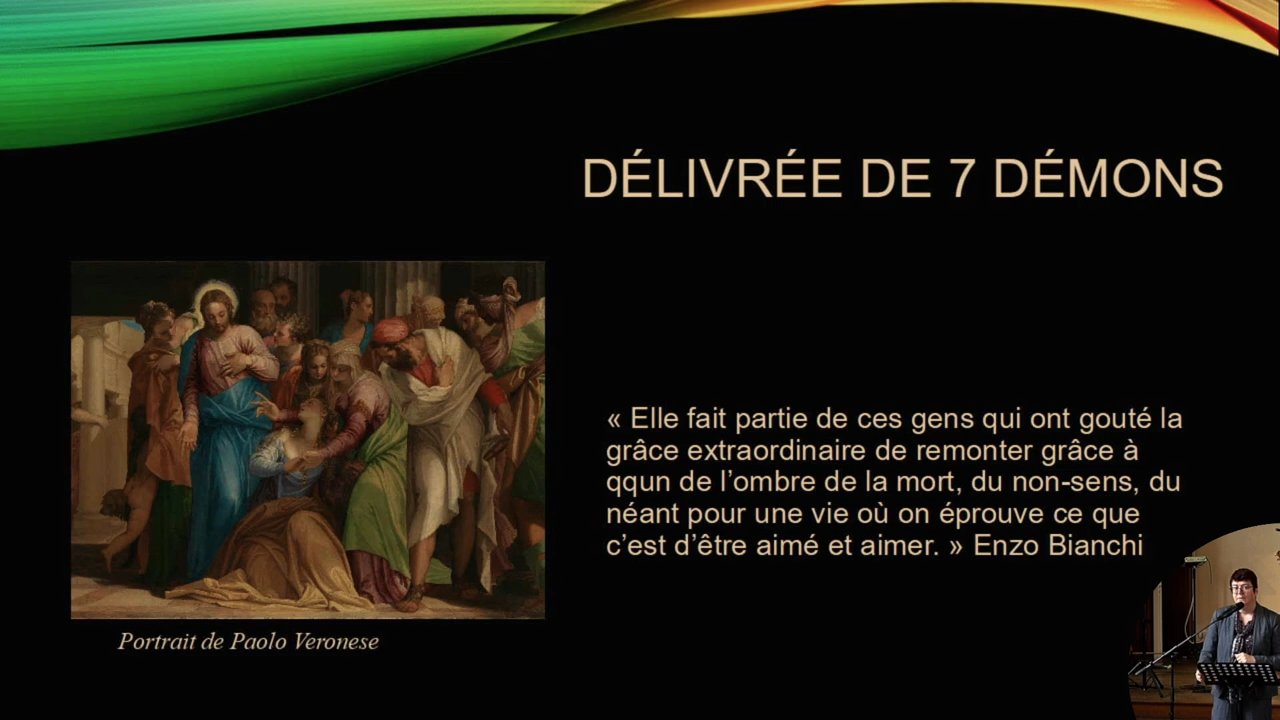 DÉLIVRÉE DE 7 DÉMONS
« Elle fait partie de ces gens qui ont gouté la
grâce extraordinaire de remonter grâce à
qqun de l’ombre de la mort, du non-sens, du
néant pour une vie où on éprouve ce que
c’est d’être aimé et aimer. » Enzo Bianchi
Portrait de Paolo Veronese